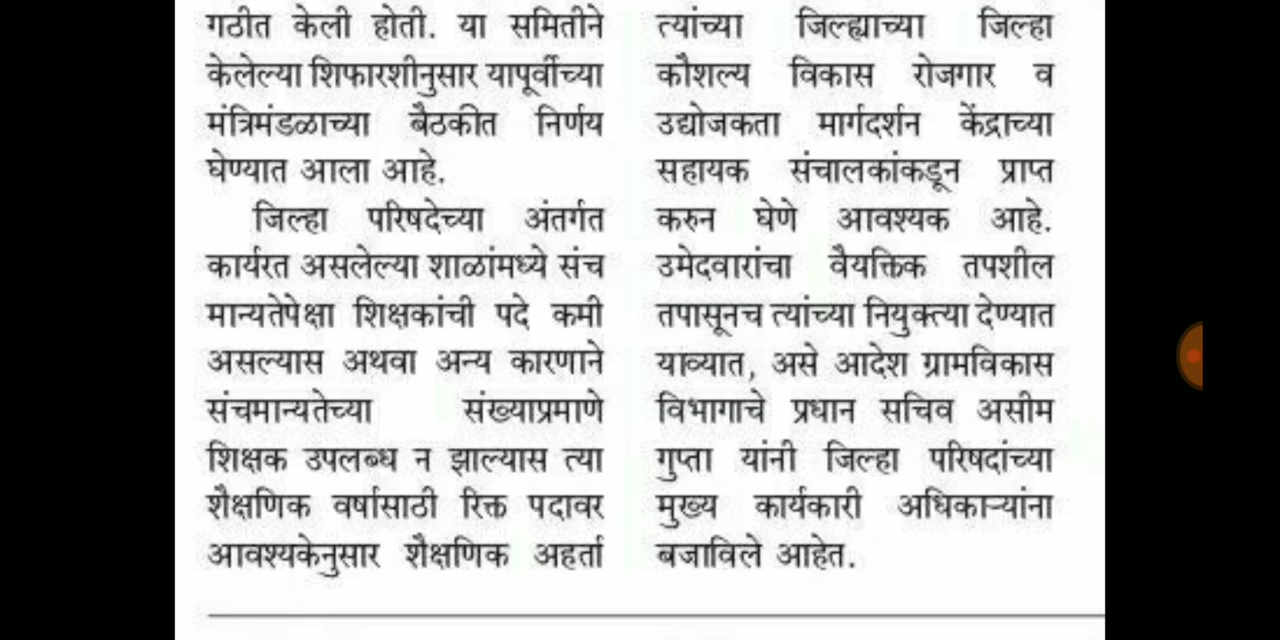 गठीत केली होती. या समितीने
केलेल्या शिफारशीनुसार यापूर्वीच्या
मंत्रिमंडळाच्या बैठकीत निर्णय
घेण्यात आला आहे.
जिल्हा परिषदेच्या अंतर्गत
कार्यरत असलेल्या शाळांमध्ये संच
मान्यतेपेक्षा शिक्षकांची पदे कमी
असल्यास अथवा अन्य कारणाने
संचमान्यतेच्या संख्याप्रमाणे
शिक्षक उपलब्ध न झाल्यास त्या
शैक्षणिक वर्षासाठी रिक्त पदावर
आवश्यकेनुसार शैक्षणिक अहर्ता
त्यांच्या जिल्ह्याच्या जिल्हा
कौशल्य विकास रोजगार व
उद्योजकता मार्गदर्शन केंद्राच्या
सहायक संचालकांकडून प्राप्त
करुन घेणे आवश्यक आहे.
उमेदवारांचा वैयक्तिक तपशील
तपासूनच त्यांच्या नियुक्त्या देण्यात
याव्यात, असे आदेश ग्रामविकास
विभागाचे प्रधान सचिव असीम
गुप्ता यांनी जिल्हा परिषदांच्या
मुख्य कार्यकारी अधिकाऱ्यांना
बजाविले आहेत.